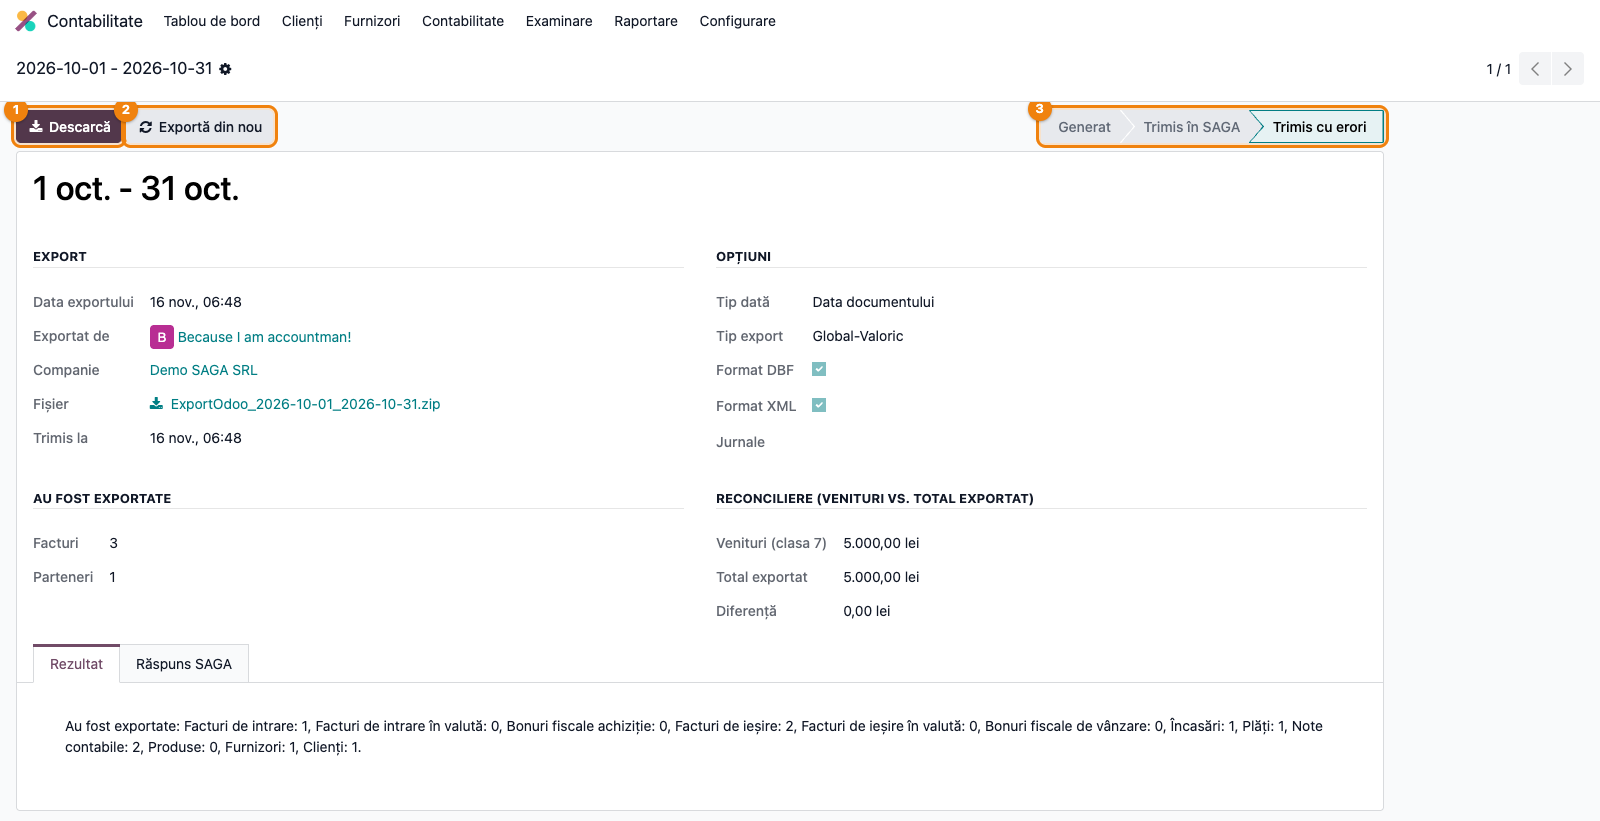 Contabilitate Tablou de bord Clienți Furnizori Contabilitate Examinare Raportare Configurare
2026-10-01 - 2026-10-31 1 / 1
1 2 3
Descarcă Exportă din nou Generat Trimis în SAGA Trimis cu erori
1 oct. - 31 oct.
EXPORT OPȚIUNI
Data exportului 16 nov., 06:48 Tip dată Data documentului
Exportat de B Because I am accountman! Tip export Global-Valoric
Companie Demo SAGA SRL Format DBF
Fișier ExportOdoo_2026-10-01_2026-10-31.zip Format XML
Trimis la 16 nov., 06:48 Jurnale
AU FOST EXPORTATE RECONCILIERE (VENITURI VS. TOTAL EXPORTAT)
Facturi 3 Venituri (clasa 7) 5.000,00 lei
Parteneri 1 Total exportat 5.000,00 lei
Diferență 0,00 lei
Rezultat Răspuns SAGA
Au fost exportate: Facturi de intrare: 1, Facturi de intrare în valută: 0, Bonuri fiscale achiziție: 0, Facturi de ieșire: 2, Facturi de ieșire în valută: 0, Bonuri fiscale de vânzare: 0, Încasări: 1, Plăți: 1, Note
contabile: 2, Produse: 0, Furnizori: 1, Clienți: 1.